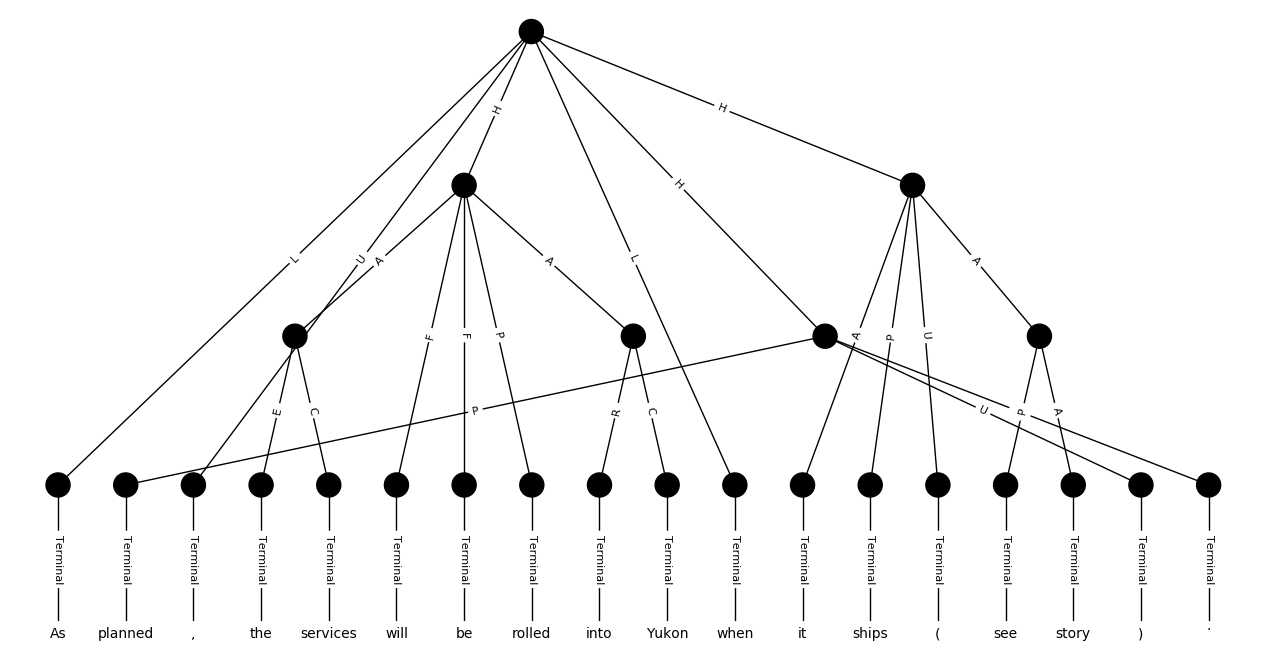 H
H
H
L
U
A
A
L
F
F
P
A
P
U
A
E
C
P
R
C
U
P
A
Terminal Terminal Terminal Terminal Terminal Terminal Terminal Terminal Terminal Terminal Terminal Terminal Terminal Terminal Terminal Terminal Terminal Terminal
As planned , the services will be rolled into Yukon when it ships ( see story ) .